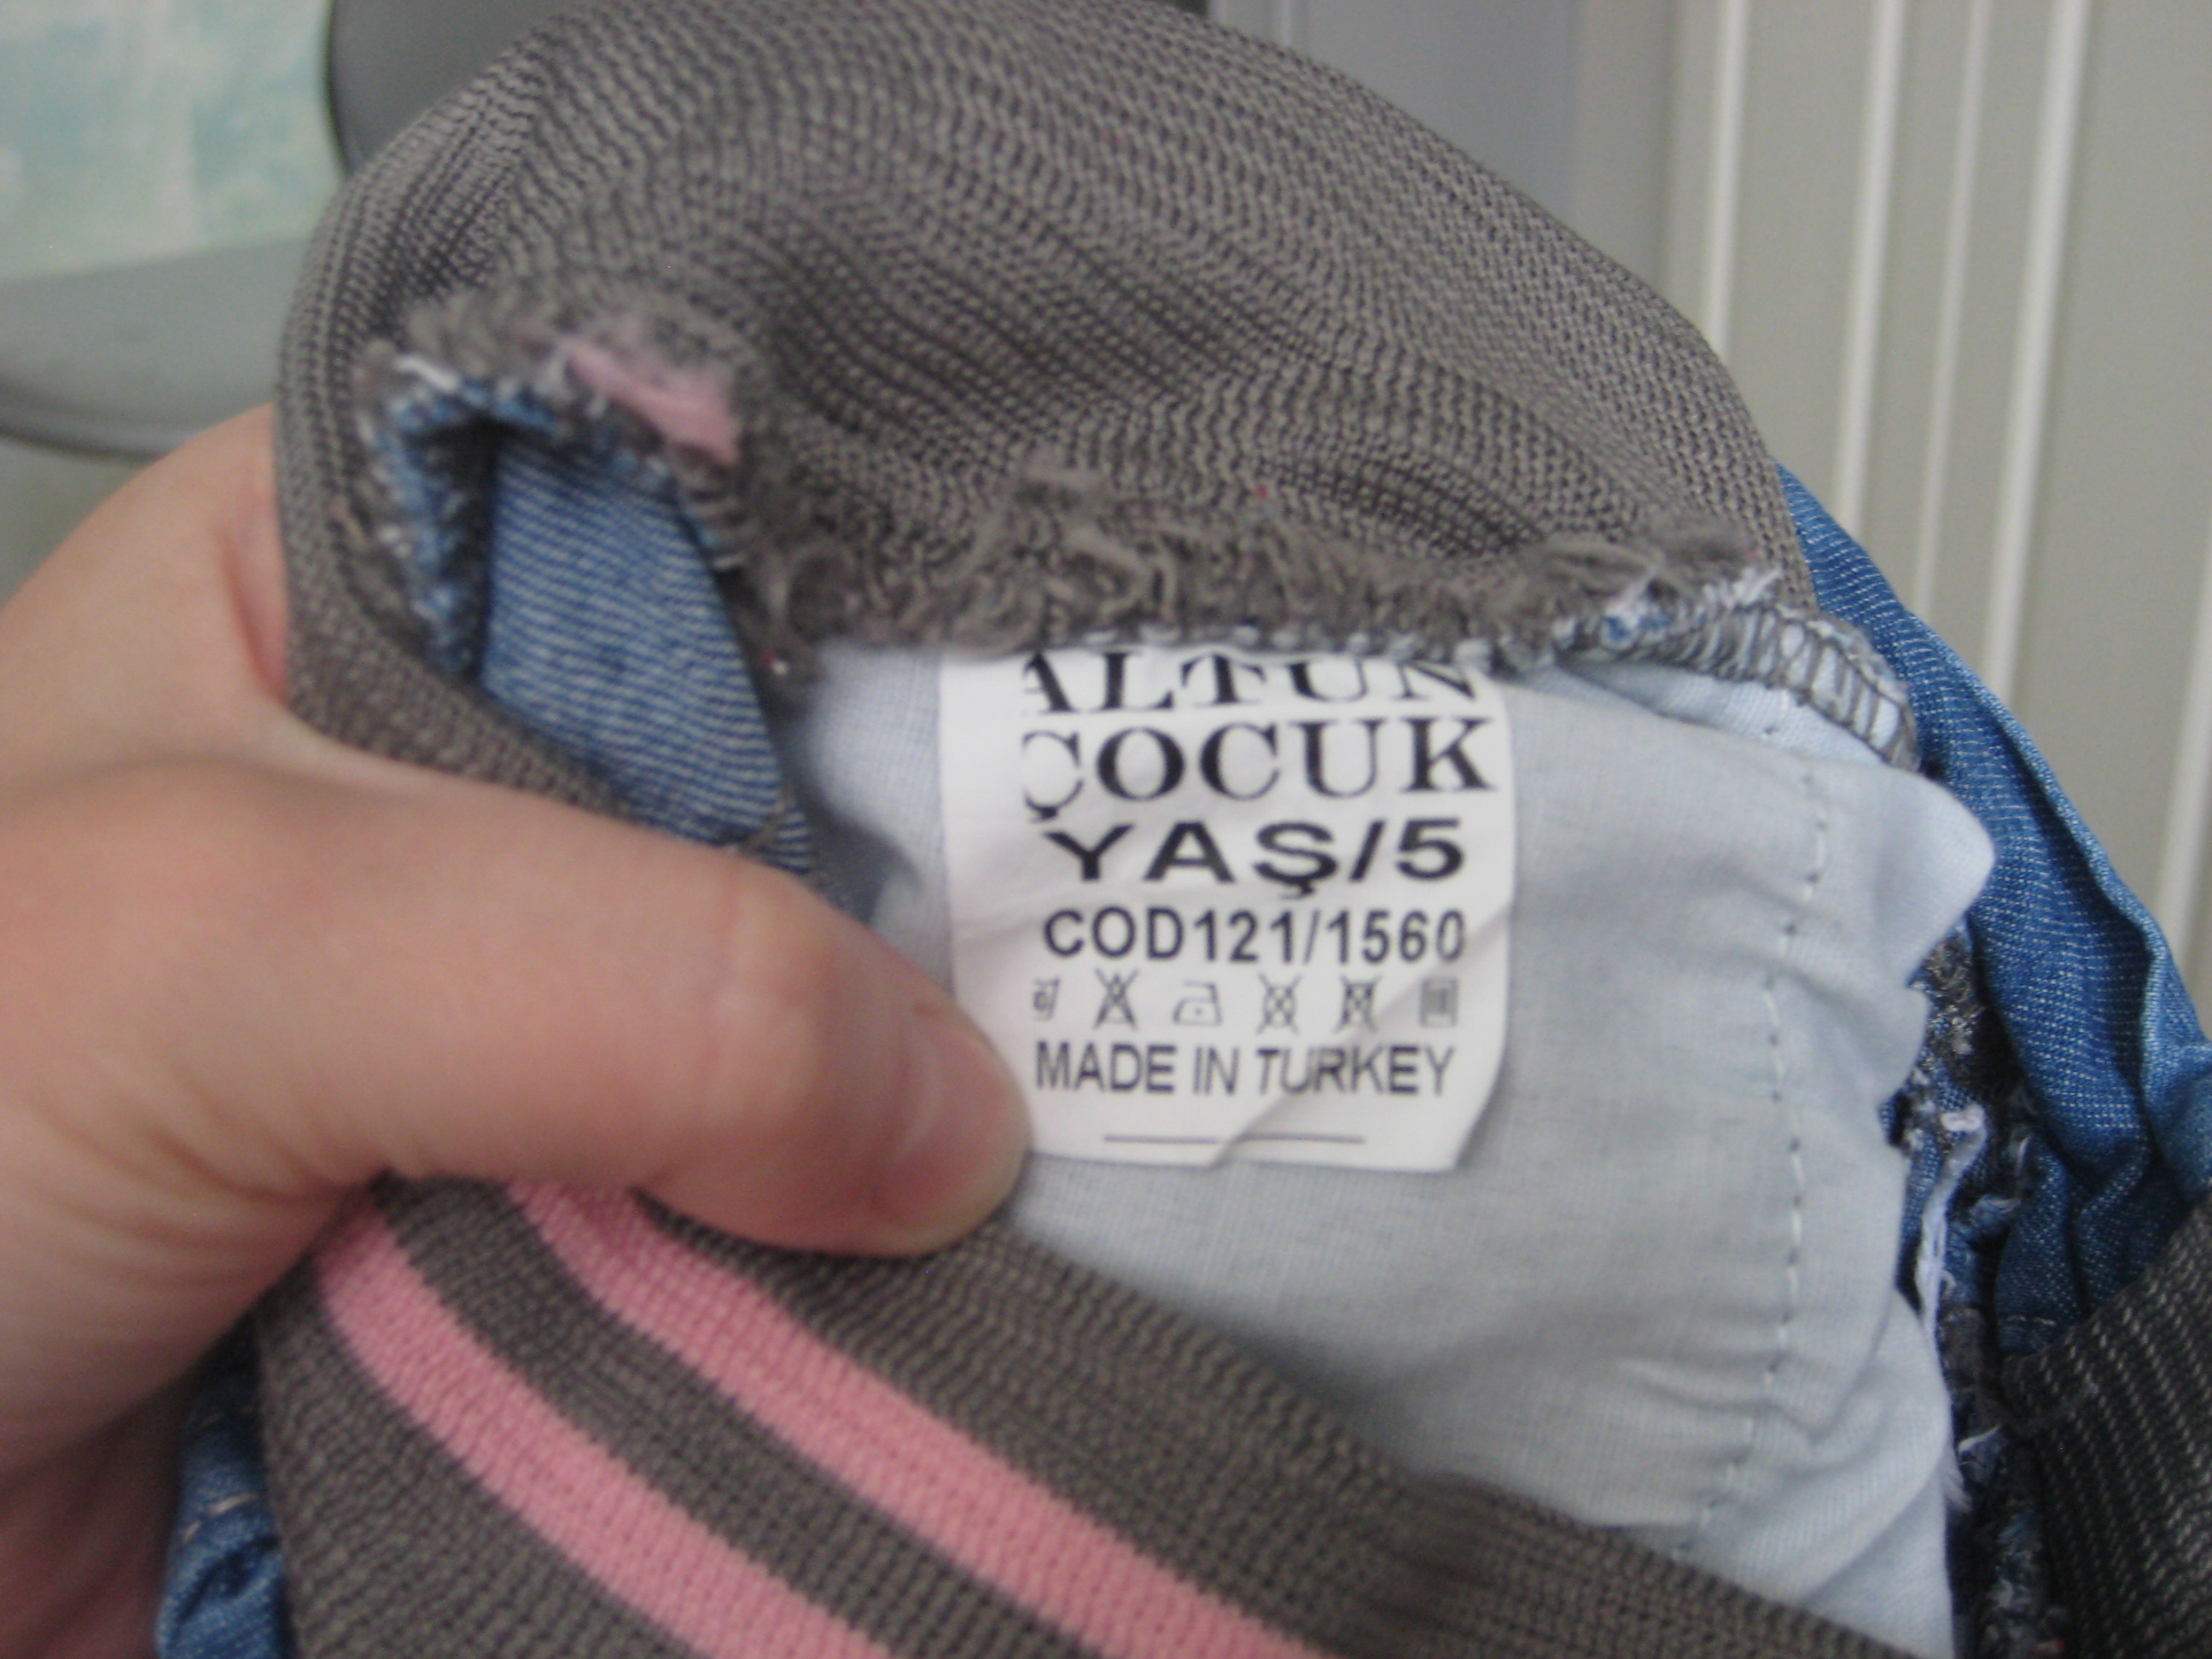 ALTUN
ÇOCUK
YAŞ/5
COD121/1560
MADE IN TURKEY